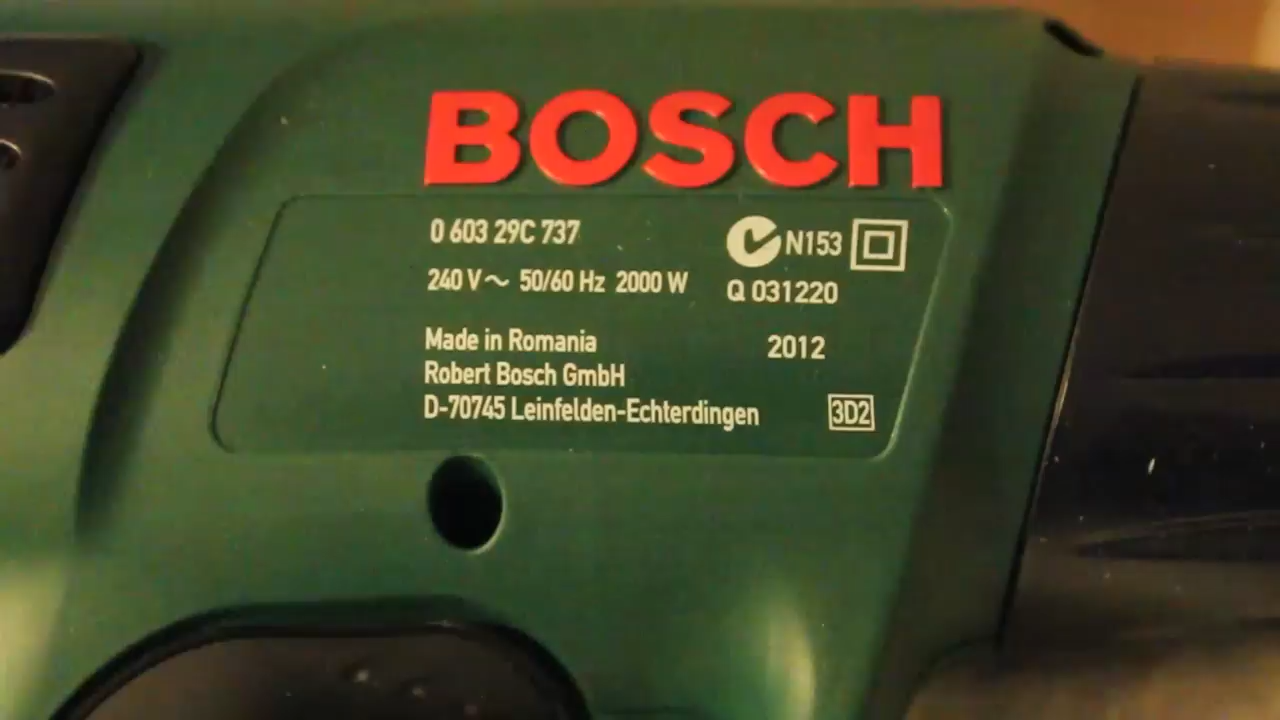 BOSCH
0 603 29C 737
N153
240 V~ 50/60 Hz 2000 W
Q 031220
Made in Romania
2012
Robert Bosch GmbH
D-70745 Leinfelden-Echterdingen
3D2